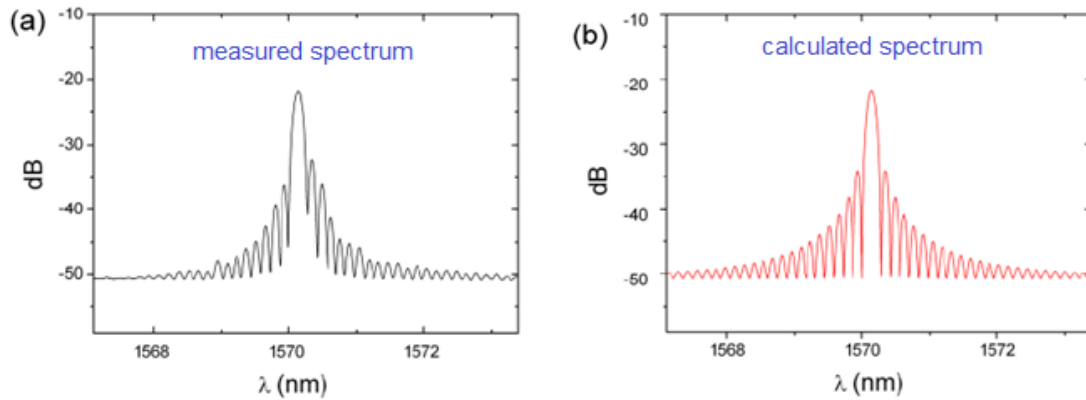 (a)
measured spectrum
-10
-20
-30
-40
-50
dB
1568
1570
1572
λ (nm)
(b)
calculated spectrum
-10
-20
-30
-40
-50
dB
1568
1570
1572
λ (nm)